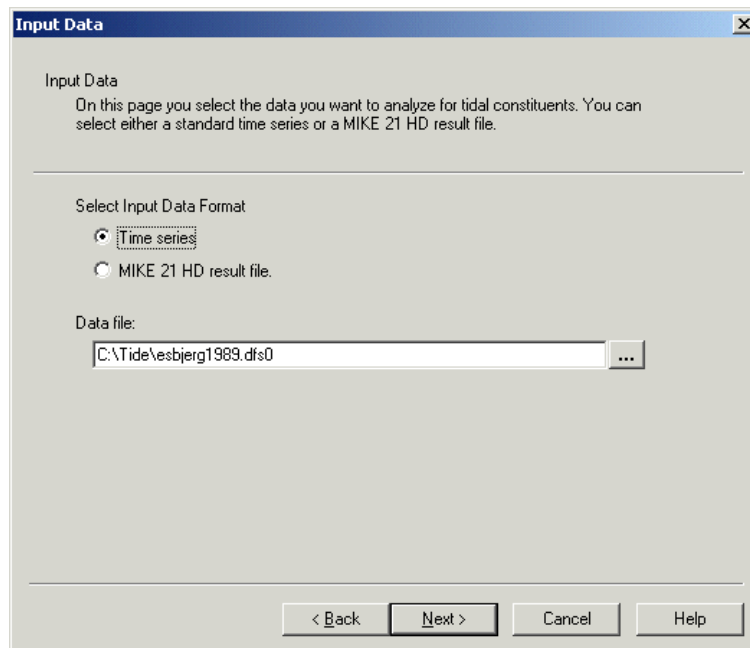 Input Data
Input Data
On this page you select the data you want to analyze for tidal constituents. You can
select either a standard time series or a MIKE 21 HD result file.
Select Input Data Format
Time series
MIKE 21 HD result file.
Data file:
C:\Tide\esbjerg1989.dfs0
...
< Back
Next >
Cancel
Help